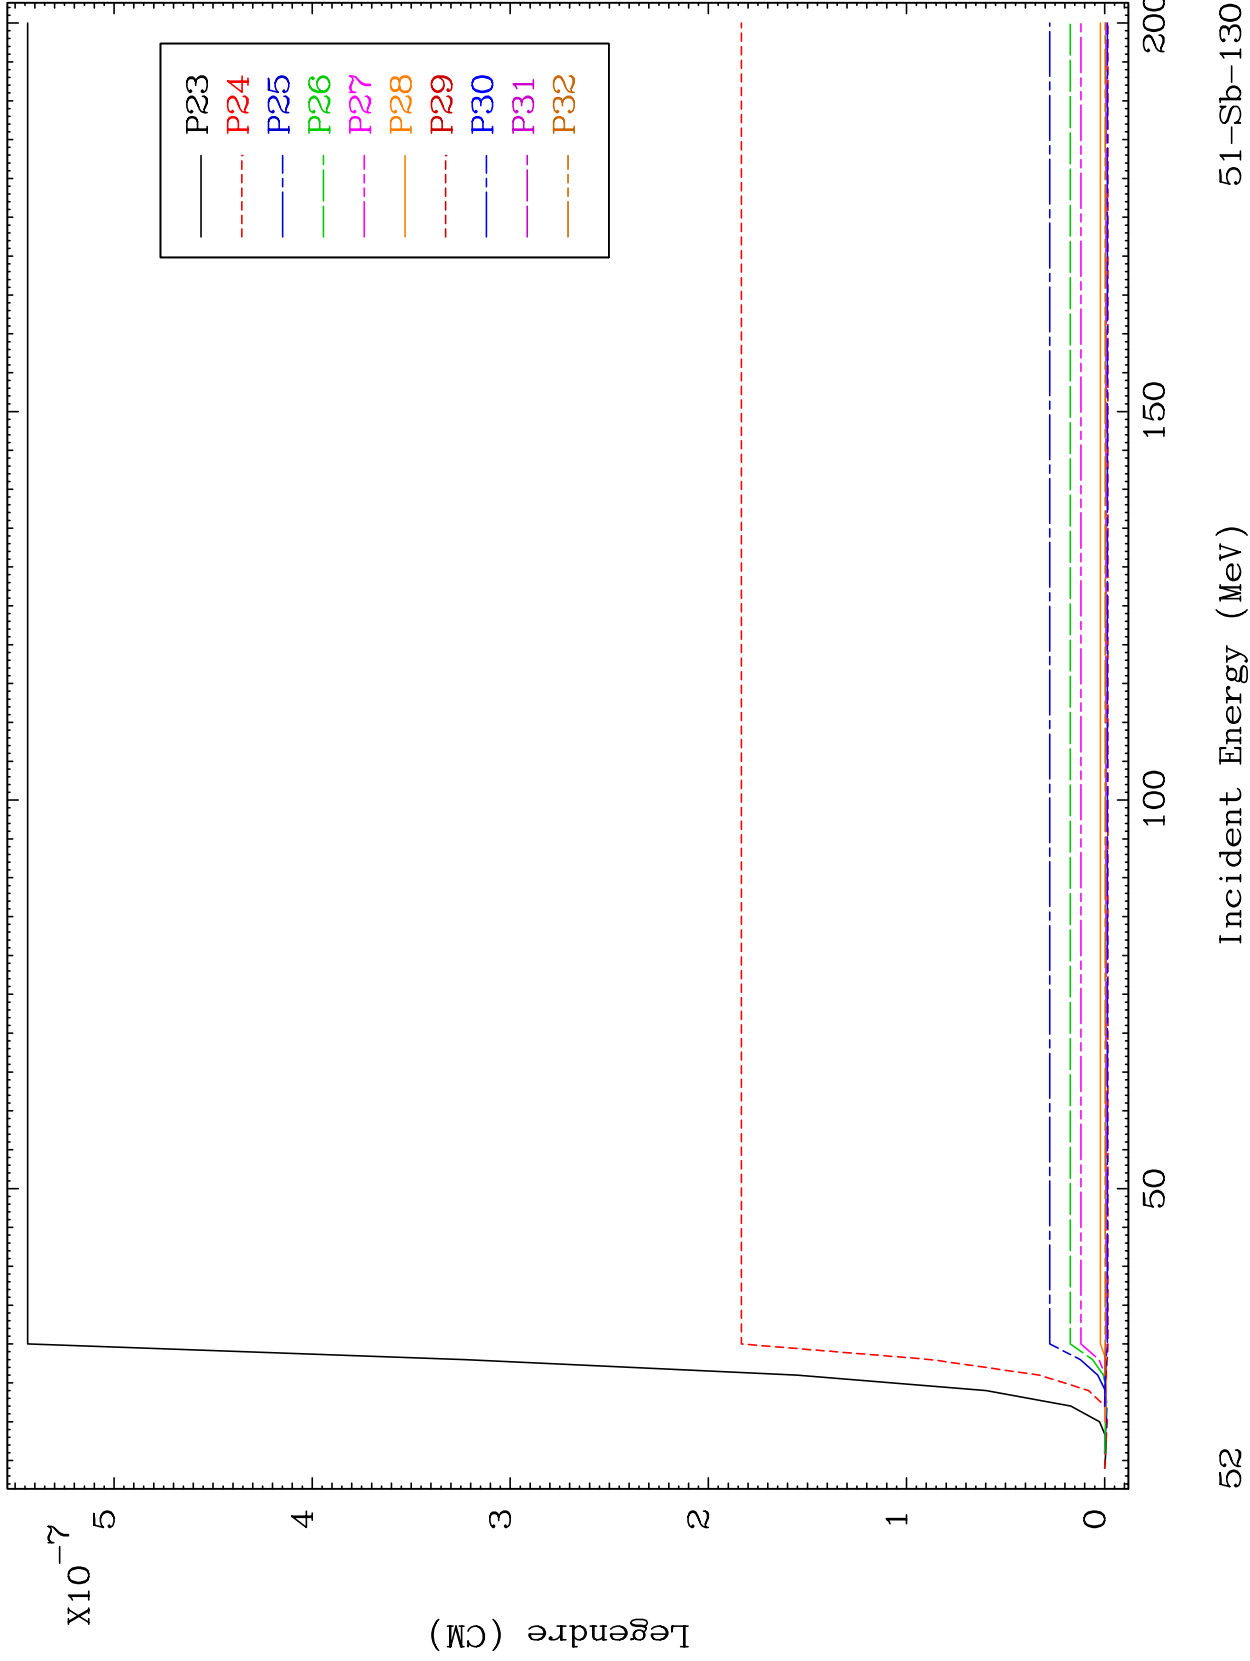 X10-7
5
4
3
2
1
0
Legendre (CM)
P23
P24
P25
P26
P27
P28
P29
P30
P31
P32
50
100
150
200
Incident Energy (MeV)
52
51-Sb-130